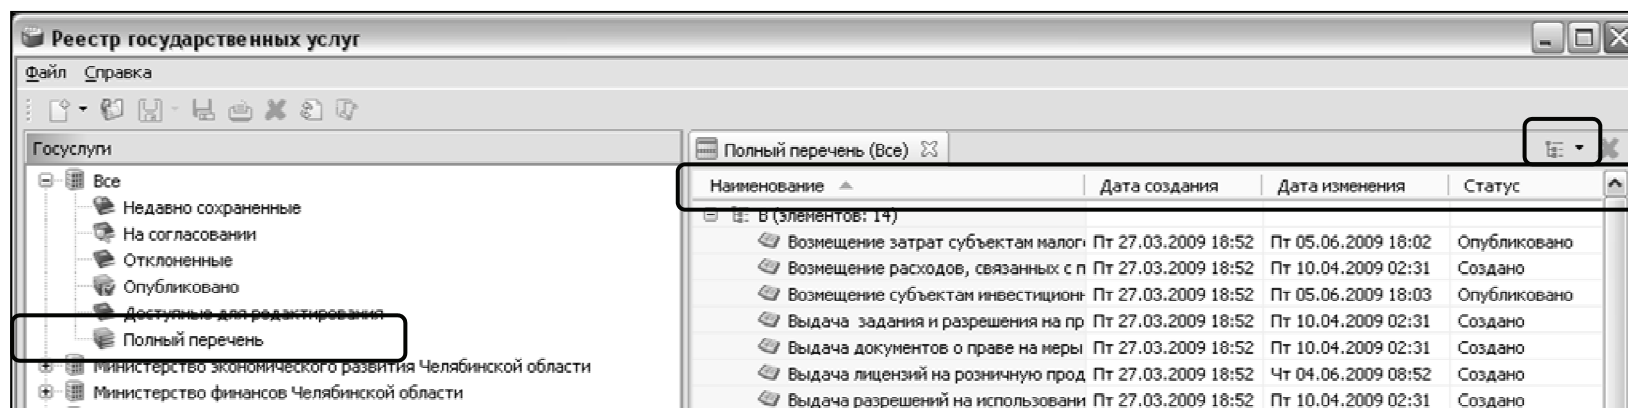 Реестр государственных услуг
Файл Справка
Госуслуги
Все
Недавно сохраненные
На согласовании
Отклоненные
Опубликовано
Доступные для редактирования
Полный перечень
Министерство экономического развития Челябинской области
Министерство финансов Челябинской области
Полный перечень (Все)
Наименование Дата создания Дата изменения Статус
В (элементов: 14)
Возмещение затрат субъектам малог Пт 27.03.2009 18:52 Пт 05.06.2009 18:02 Опубликовано
Возмещение расходов, связанных с п Пт 27.03.2009 18:52 Пт 10.04.2009 02:31 Создано
Возмещение субъектам инвестицион Пт 27.03.2009 18:52 Пт 05.06.2009 18:03 Опубликовано
Выдача задания и разрешения на пр Пт 27.03.2009 18:52 Пт 10.04.2009 02:31 Создано
Выдача документов о праве на меры Пт 27.03.2009 18:52 Пт 10.04.2009 02:31 Создано
Выдача лицензий на розничную прод Пт 27.03.2009 18:52 Чт 04.06.2009 08:52 Создано
Выдача разрешений на использовани Пт 27.03.2009 18:52 Пт 10.04.2009 02:31 Создано